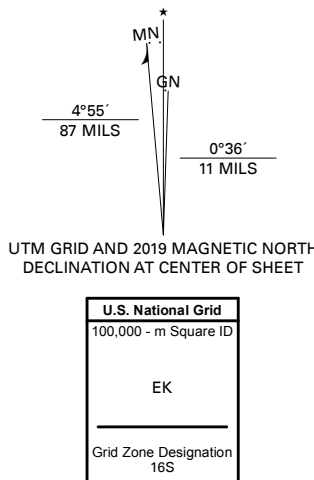 MN
GN
4°55´
87 MILS
0°36´
11 MILS
UTM GRID AND 2019 MAGNETIC NORTH
DECLINATION AT CENTER OF SHEET
U.S. National Grid
100,000 - m Square ID
EK
Grid Zone Designation
16S